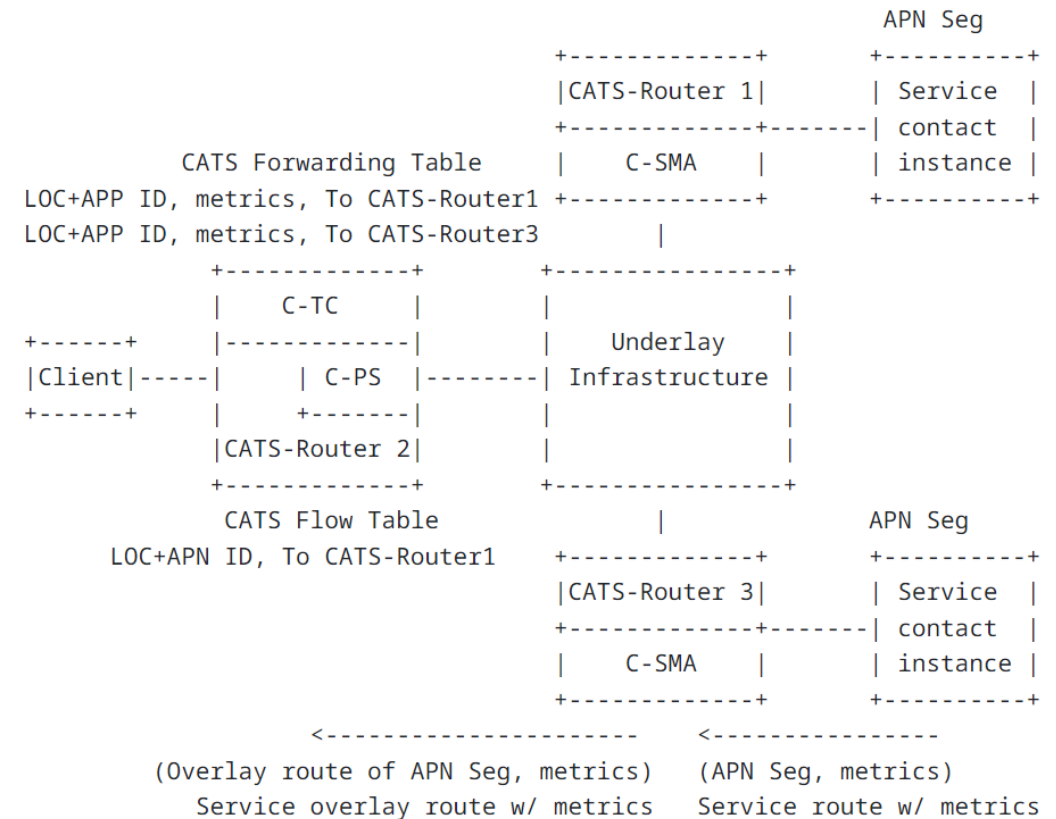 APN Seg
CATS-Router 1 Service
contact
CATS Forwarding Table C-SMA instance
LOC+APP ID, metrics, To CATS-Router1
LOC+APP ID, metrics, To CATS-Router3
C-TC
Underlay
Client C-PS Infrastructure
CATS-Router 2
CATS Flow Table APN Seg
LOC+APN ID, To CATS-Router1
CATS-Router 3 Service
contact
C-SMA instance
(Overlay route of APN Seg, metrics) (APN Seg, metrics)
Service overlay route w/ metrics Service route w/ metrics